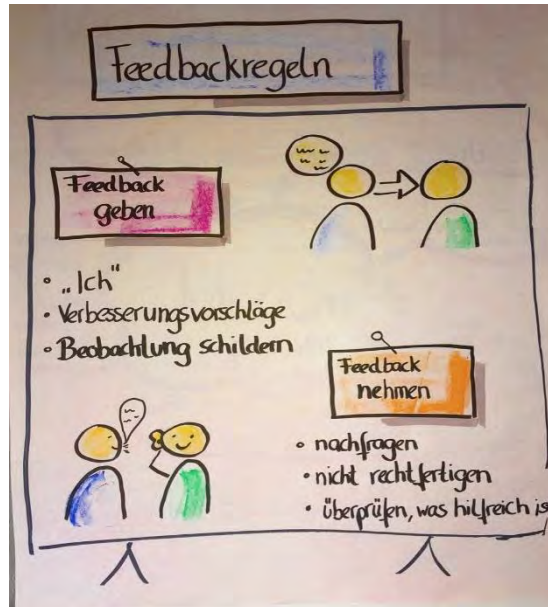 Feedbackregeln
Feedback
geben
• „Ich"
• Verbesserungsvorschläge
• Beobachtung schildern
Feedback
nehmen
• nachfragen
• nicht rechtfertigen
• überprüfen, was hilfreich is